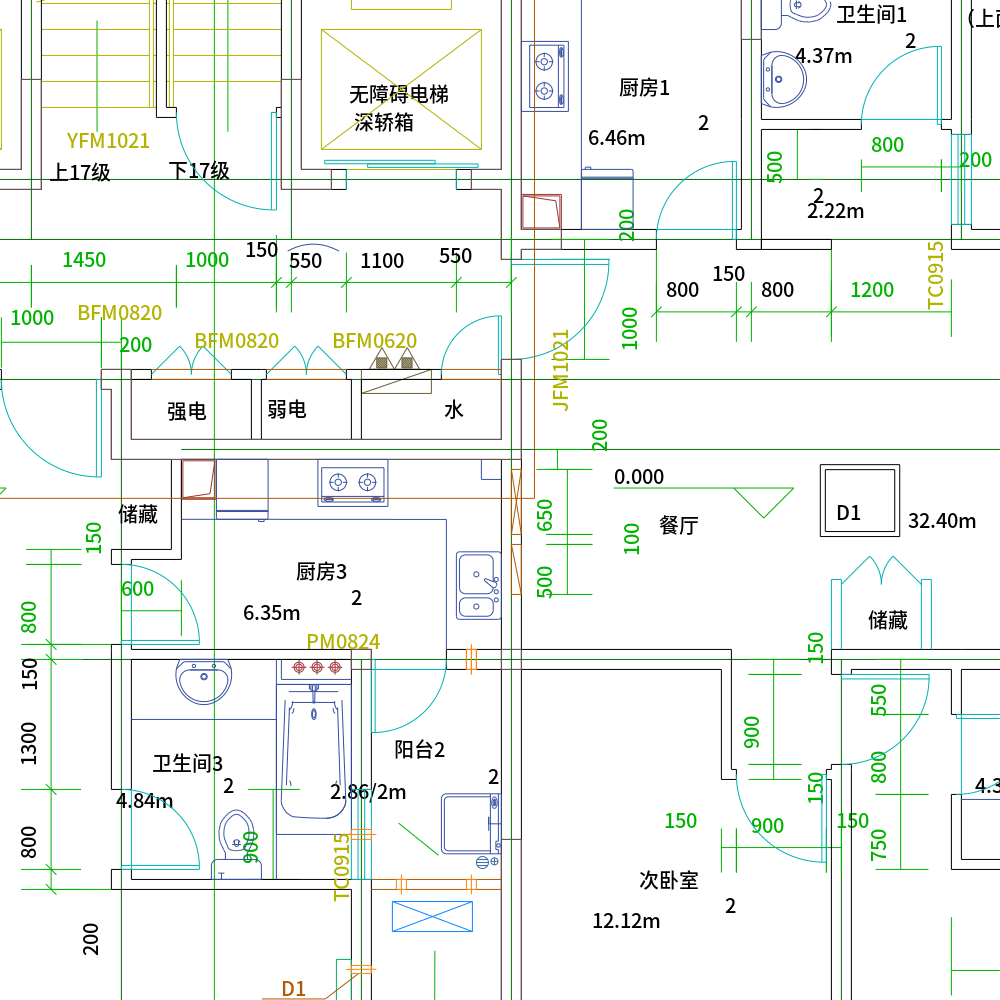 卫生间1
(上
2
4.37m
厨房1
无障碍电梯
深轿箱
2
6.46m
YFM1021
上17级
下17级
800
200
500
2
2.22m
200
150
1450
1000
550
1100
550
TC0915
150
800
800
1200
1000
BFM0820
200
BFM0820
BFM0620
1000
JFM1021
强电
弱电
水
200
0.000
储藏
D1
32.40m
餐厅
650
100
150
厨房3
500
600
2
6.35m
800
储藏
PM0824
150
150
550
900
1300
阳台2
卫生间3
2
2
4.84m
2.86/2m
800
150
4.3
150
900
150
800
900
750
TC0915
次卧室
2
12.12m
200
D1